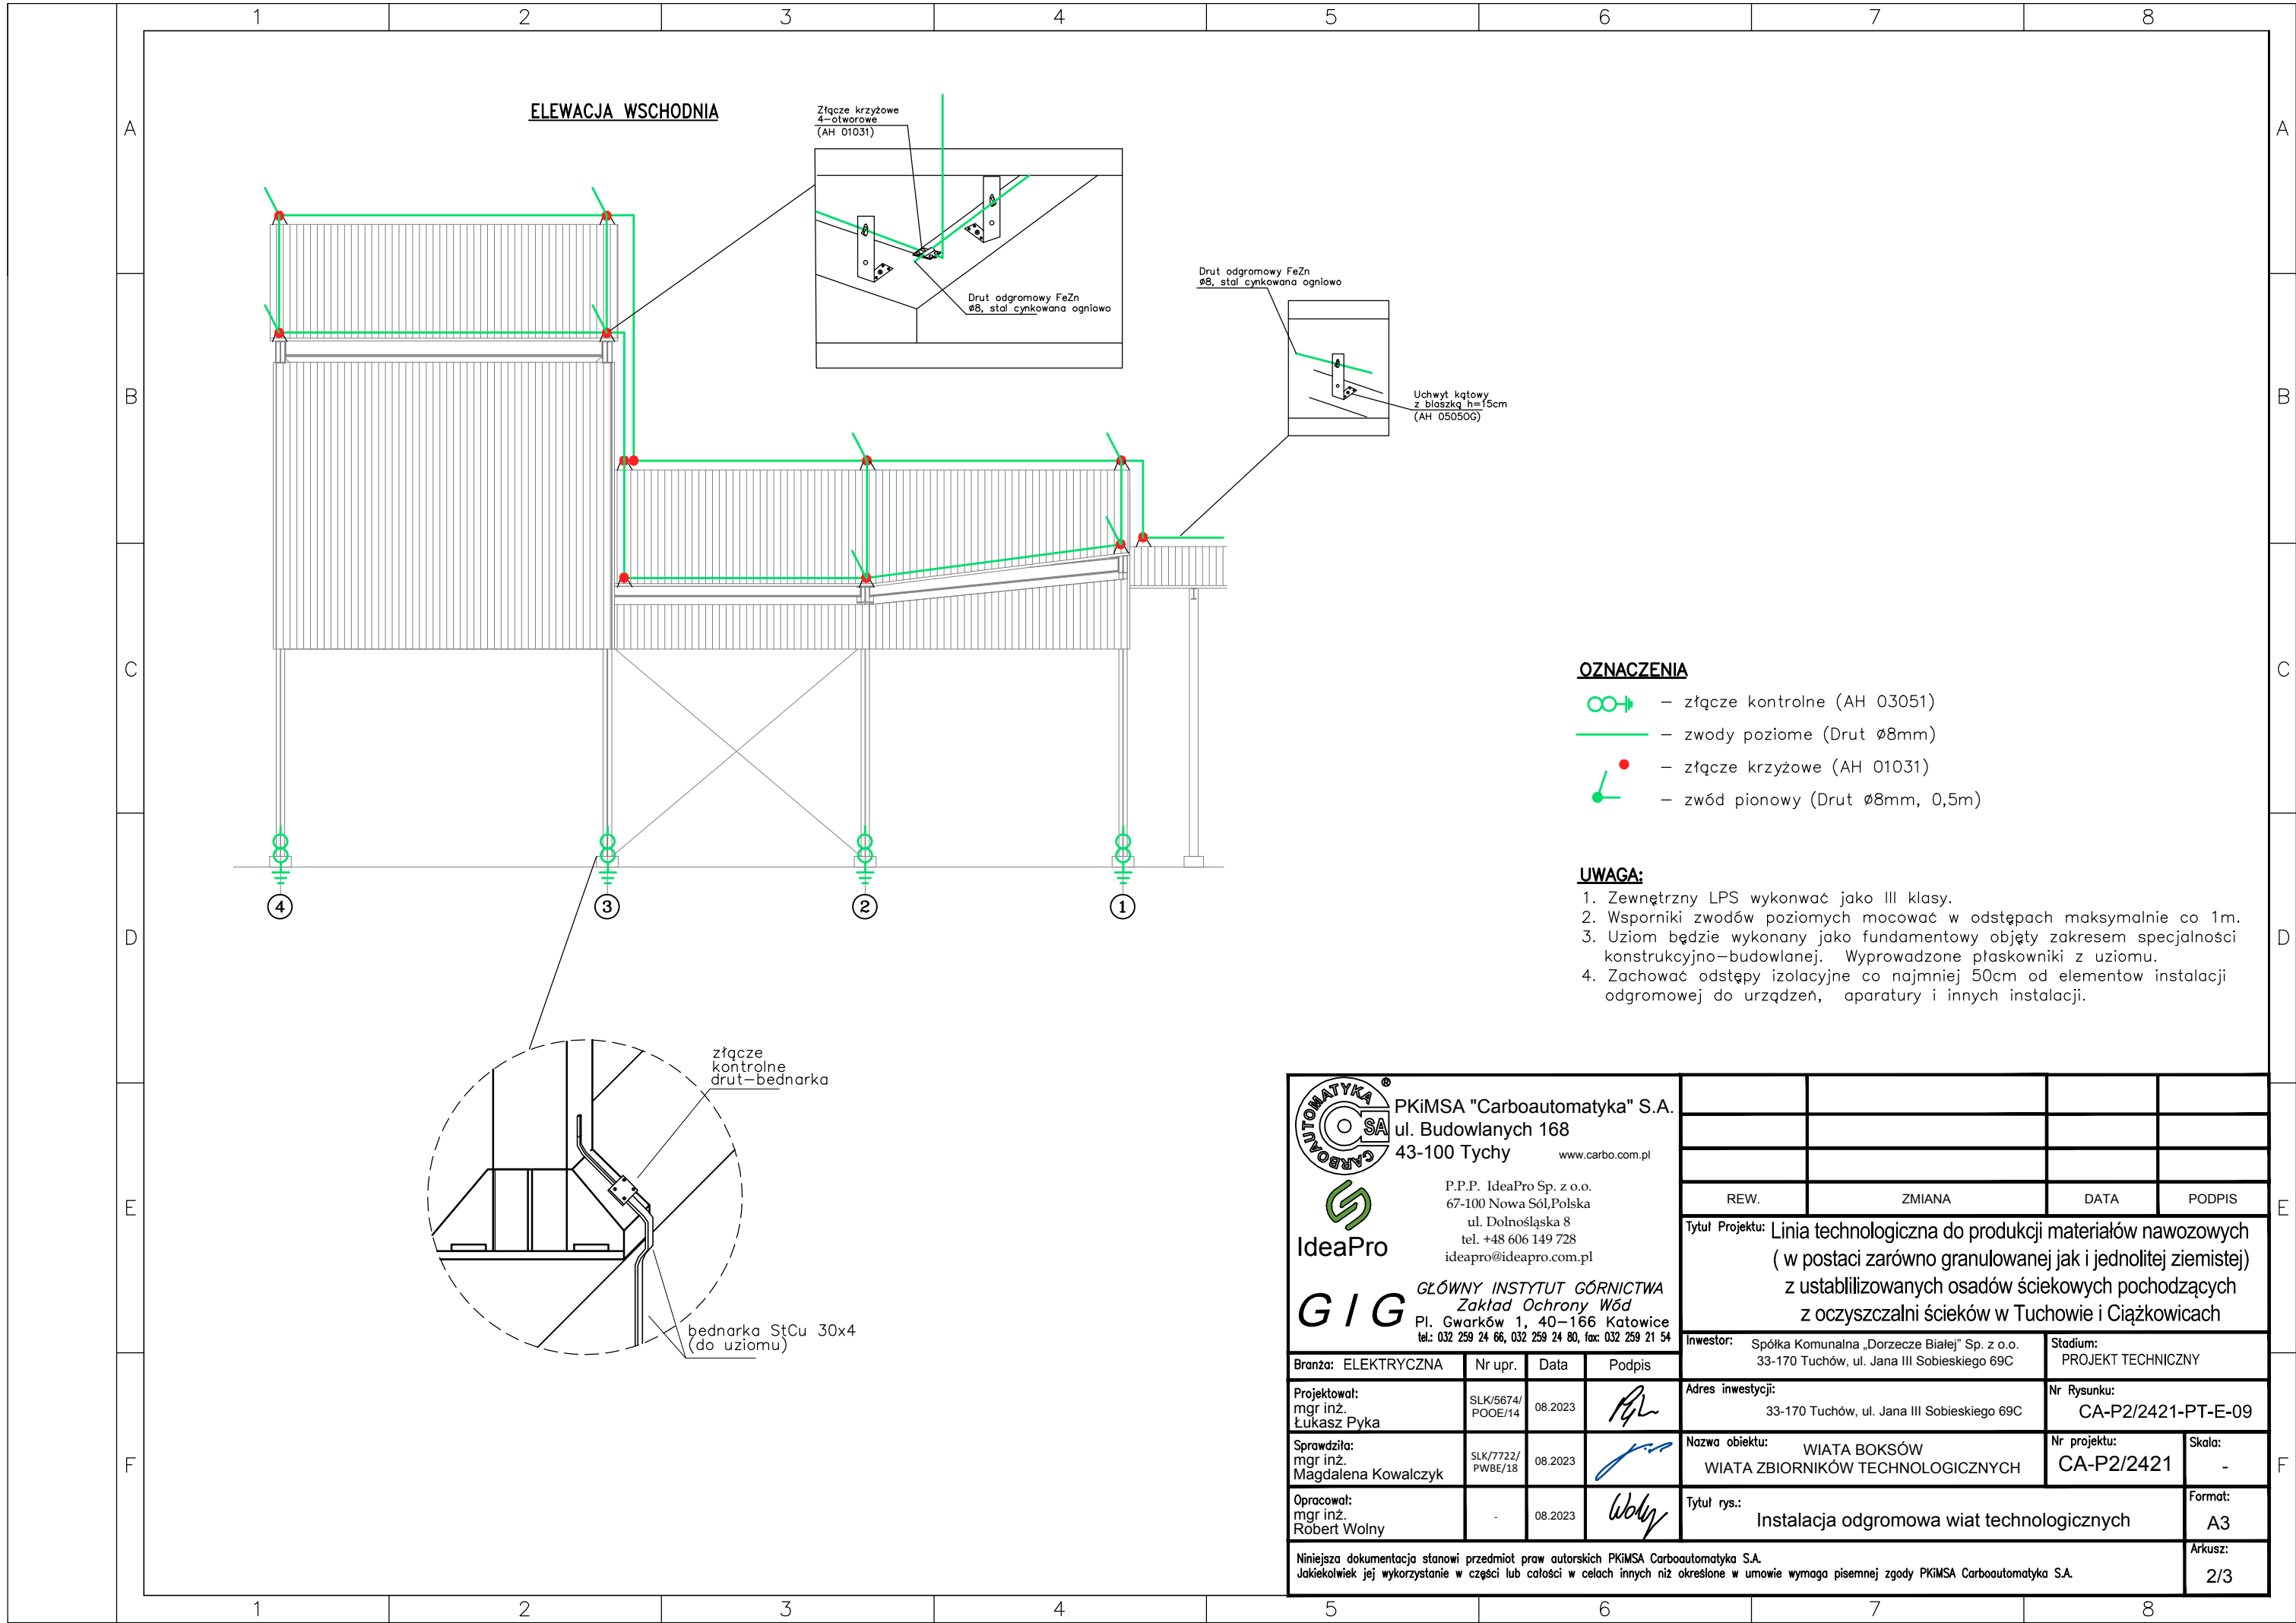 1 2 3 4 5 6 7 8
A
B
C
D
E
F
A
B
C
D
E
F
1 2 3 4 5 6 7 8
ELEWACJA WSCHODNIA
Złącze krzyżowe
4-otworowe
(AH 01031)
Drut odgromowy FeZn
ø8, stal cynkowana ogniowo
Drut odgromowy FeZn
ø8, stal cynkowana ogniowo
Uchwyt kątowy
z blaszką h=15cm
(AH 05050G)
4 3 2 1
OZNACZENIA
– złącze kontrolne (AH 03051)
– zwody poziome (Drut ø8mm)
– złącze krzyżowe (AH 01031)
– zwód pionowy (Drut ø8mm, 0,5m)
UWAGA:
1. Zewnętrzny LPS wykonwać jako III klasy.
2. Wsporniki zwodów poziomych mocować w odstępach maksymalnie co 1m.
3. Uziom będzie wykonany jako fundamentowy objęty zakresem specjalności
konstrukcyjno-budowlanej. Wyprowadzone płaskowniki z uziomu.
4. Zachować odstępy izolacyjne co najmniej 50cm od elementow instalacji
odgromowej do urządzeń, aparatury i innych instalacji.
złącze
kontrolne
drut-bednarka
bednarka StCu 30x4
(do uziomu)
CARBOAUTOMATYKA SA ®
PKiMSA "Carboautomatyka" S.A.
ul. Budowlanych 168
43-100 Tychy www.carbo.com.pl
IdeaPro
P.P.P. IdeaPro Sp. z o.o.
67-100 Nowa Sól,Polska
ul. Dolnośląska 8
tel. +48 606 149 728
ideapro@ideapro.com.pl
GIG
GŁÓWNY INSTYTUT GÓRNICTWA
Zakład Ochrony Wód
Pl. Gwarków 1, 40-166 Katowice
tel.: 032 259 24 66, 032 259 24 80, fax: 032 259 21 54
Branża: ELEKTRYCZNA Nr upr. Data Podpis
Projektował:
mgr inż.
Łukasz Pyka
SLK/5674/
POOE/14
08.2023
Sprawdziła:
mgr inż.
Magdalena Kowalczyk
SLK/7722/
PWBE/18
08.2023
Opracował:
mgr inż.
Robert Wolny
-
08.2023
Wolny
REW. ZMIANA DATA PODPIS
Tytuł Projektu: Linia technologiczna do produkcji materiałów nawozowych
( w postaci zarówno granulowanej jak i jednolitej ziemistej)
z ustablilizowanych osadów ściekowych pochodzących
z oczyszczalni ścieków w Tuchowie i Ciążkowicach
Inwestor: Spółka Komunalna „Dorzecze Białej” Sp. z o.o.
33-170 Tuchów, ul. Jana III Sobieskiego 69C
Stadium:
PROJEKT TECHNICZNY
Adres inwestycji:
33-170 Tuchów, ul. Jana III Sobieskiego 69C
Nr Rysunku:
CA-P2/2421-PT-E-09
Nazwa obiektu: WIATA BOKSÓW
WIATA ZBIORNIKÓW TECHNOLOGICZNYCH
Nr projektu:
CA-P2/2421
Skala:
-
Tytuł rys.:
Instalacja odgromowa wiat technologicznych
Format:
A3
Niniejsza dokumentacja stanowi przedmiot praw autorskich PKiMSA Carboautomatyka S.A.
Jakiekolwiek jej wykorzystanie w części lub całości w celach innych niż określone w umowie wymaga pisemnej zgody PKiMSA Carboautomatyka S.A.
Arkusz:
2/3